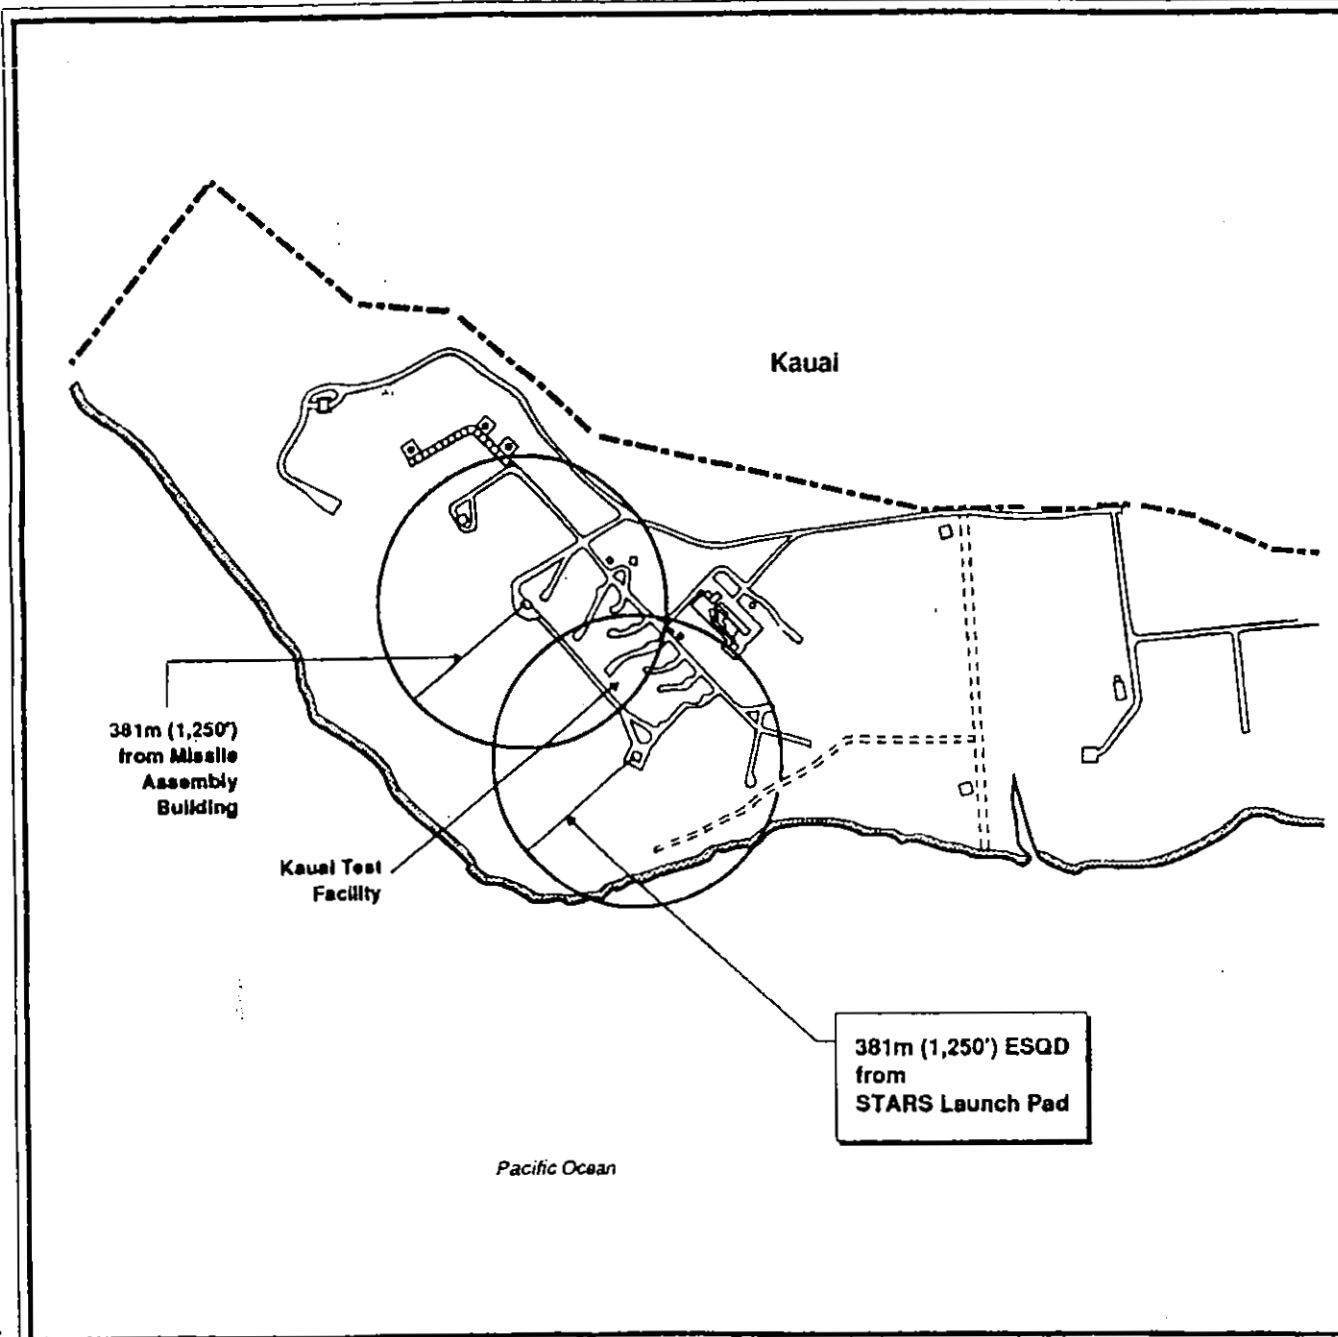 Kauai
381m (1,250')
from Missile
Assembly
Building
Kauai Test
Facility
381m (1,250') ESQD
from
STARS Launch Pad
Pacific Ocean